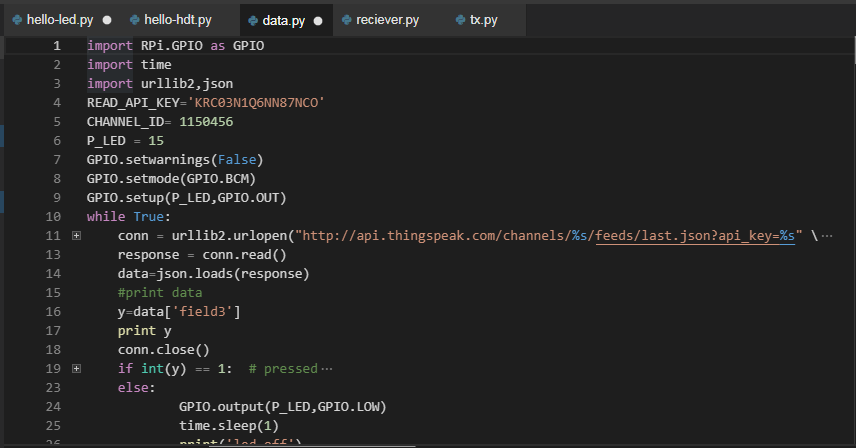 hello-led.py ● hello-hdt.py data.py ● reciever.py tx.py
1 import RPi.GPIO as GPIO
2 import time
3 import urllib2,json
4 READ_API_KEY='KRC03N1Q6NN87NCO'
5 CHANNEL_ID= 1150456
6 P_LED = 15
7 GPIO.setwarnings(False)
8 GPIO.setmode(GPIO.BCM)
9 GPIO.setup(P_LED,GPIO.OUT)
10 while True:
11 conn = urllib2.urlopen("http://api.thingspeak.com/channels/%s/feeds/last.json?api_key=%s" \···
13 response = conn.read()
14 data=json.loads(response)
15 #print data
16 y=data['field3']
17 print y
18 conn.close()
19 if int(y) == 1:  # pressed···
23 else:
24 GPIO.output(P_LED,GPIO.LOW)
25 time.sleep(1)
26 print('led off')